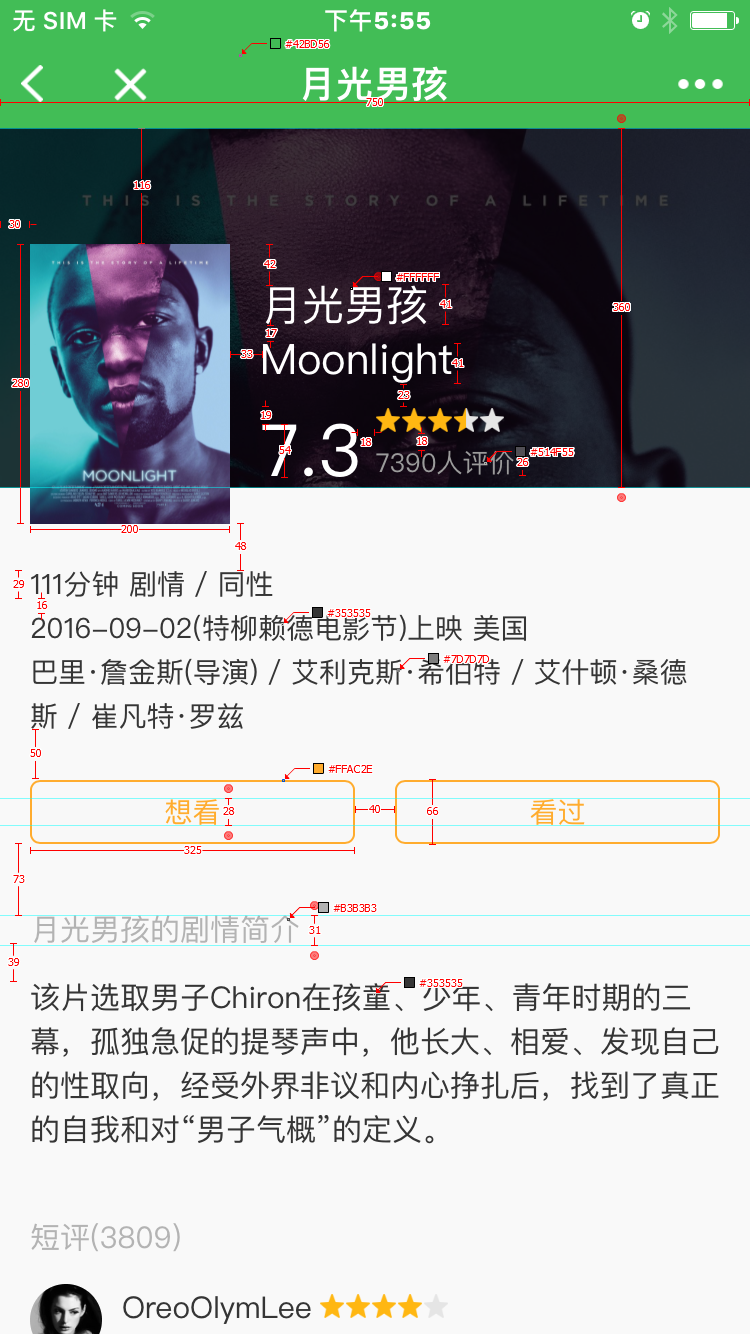 无 SIM 卡
下午5:55
#42BD56
月光男孩
750
116
THIS IS THE STORY OF A LIFETIME
30
THIS IS THE STORY OF A LIFETIME
42
#FFFFFF
月光男孩
41
360
17
33
Moonlight
41
280
23
19
7.3
54
18
18
7390人评价
#514F55
26
MOONLIGHT
200
48
29
111分钟 剧情 / 同性
16
#353535
2016-09-02(特柳赖德电影节)上映 美国
#7D7D7D
巴里·詹金斯(导演) / 艾利克斯·希伯特 / 艾什顿·桑德
斯 / 崔凡特·罗兹
50
#FFAC2E
想看
28
40
66
看过
325
73
#B3B3B3
月光男孩的剧情简介
31
39
#353535
该片选取男子Chiron在孩童、少年、青年时期的三
幕，孤独急促的提琴声中，他长大、相爱、发现自己
的性取向，经受外界非议和内心挣扎后，找到了真正
的自我和对“男子气概”的定义。
短评(3809)
OreoOlymLee